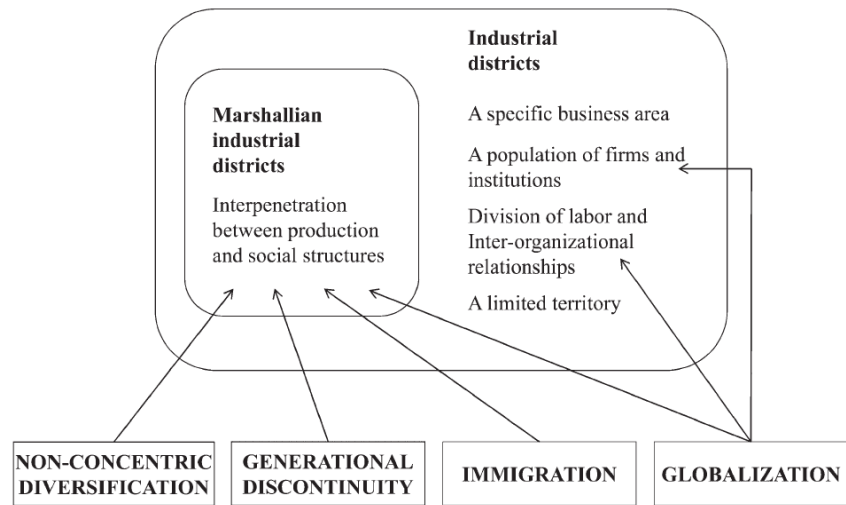 Industrial
districts
A specific business area
A population of firms and
institutions
Division of labor and
Inter-organizational
relationships
A limited territory
Marshallian
industrial
districts
Interpenetration
between production
and social structures
NON-CONCENTRIC
DIVERSIFICATION
GENERATIONAL
DISCONTINUITY
IMMIGRATION
GLOBALIZATION